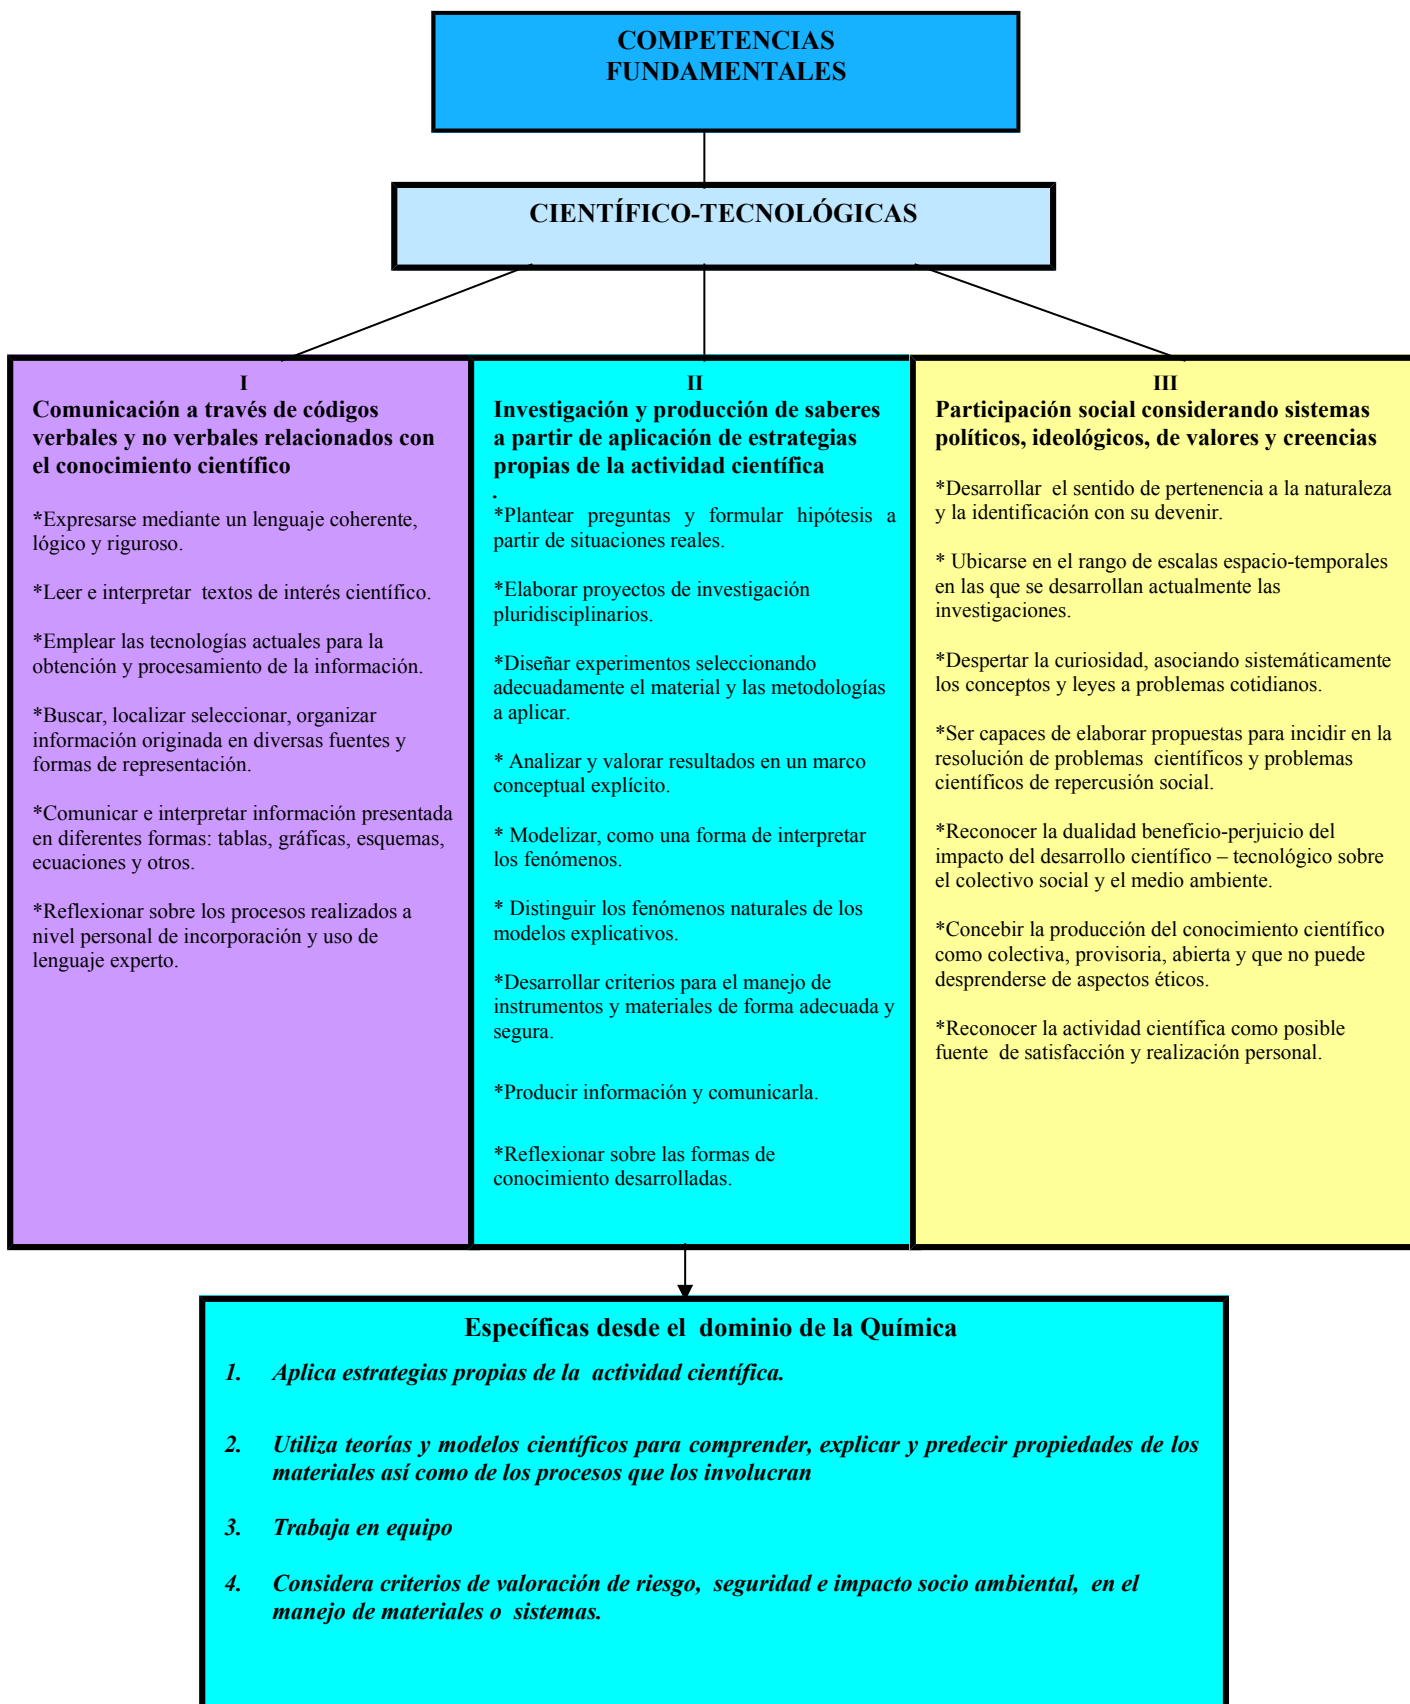 COMPETENCIAS
FUNDAMENTALES
CIENTÍFICO-TECNOLÓGICAS
I
Comunicación a través de códigos
verbales y no verbales relacionados con
el conocimiento científico
*Expresarse mediante un lenguaje coherente,
lógico y riguroso.
*Leer e interpretar textos de interés científico.
*Emplear las tecnologías actuales para la
obtención y procesamiento de la información.
*Buscar, localizar seleccionar, organizar
información originada en diversas fuentes y
formas de representación.
*Comunicar e interpretar información presentada
en diferentes formas: tablas, gráficas, esquemas,
ecuaciones y otros.
*Reflexionar sobre los procesos realizados a
nivel personal de incorporación y uso de
lenguaje experto.
II
Investigación y producción de saberes
a partir de aplicación de estrategias
propias de la actividad científica
.
*Plantear preguntas y formular hipótesis a
partir de situaciones reales.
*Elaborar proyectos de investigación
pluridisciplinarios.
*Diseñar experimentos seleccionando
adecuadamente el material y las metodologías
a aplicar.
* Analizar y valorar resultados en un marco
conceptual explícito.
* Modelizar, como una forma de interpretar
los fenómenos.
* Distinguir los fenómenos naturales de los
modelos explicativos.
*Desarrollar criterios para el manejo de
instrumentos y materiales de forma adecuada y
segura.
*Producir información y comunicarla.
*Reflexionar sobre las formas de
conocimiento desarrolladas.
III
Participación social considerando sistemas
políticos, ideológicos, de valores y creencias
*Desarrollar el sentido de pertenencia a la naturaleza
y la identificación con su devenir.
* Ubicarse en el rango de escalas espacio-temporales
en las que se desarrollan actualmente las
investigaciones.
*Despertar la curiosidad, asociando sistemáticamente
los conceptos y leyes a problemas cotidianos.
*Ser capaces de elaborar propuestas para incidir en la
resolución de problemas científicos y problemas
científicos de repercusión social.
*Reconocer la dualidad beneficio-perjuicio del
impacto del desarrollo científico – tecnológico sobre
el colectivo social y el medio ambiente.
*Concebir la producción del conocimiento científico
como colectiva, provisoria, abierta y que no puede
desprenderse de aspectos éticos.
*Reconocer la actividad científica como posible
fuente de satisfacción y realización personal.
Específicas desde el dominio de la Química
1. Aplica estrategias propias de la actividad científica.
2. Utiliza teorías y modelos científicos para comprender, explicar y predecir propiedades de los
materiales así como de los procesos que los involucran
3. Trabaja en equipo
4. Considera criterios de valoración de riesgo, seguridad e impacto socio ambiental, en el
manejo de materiales o sistemas.